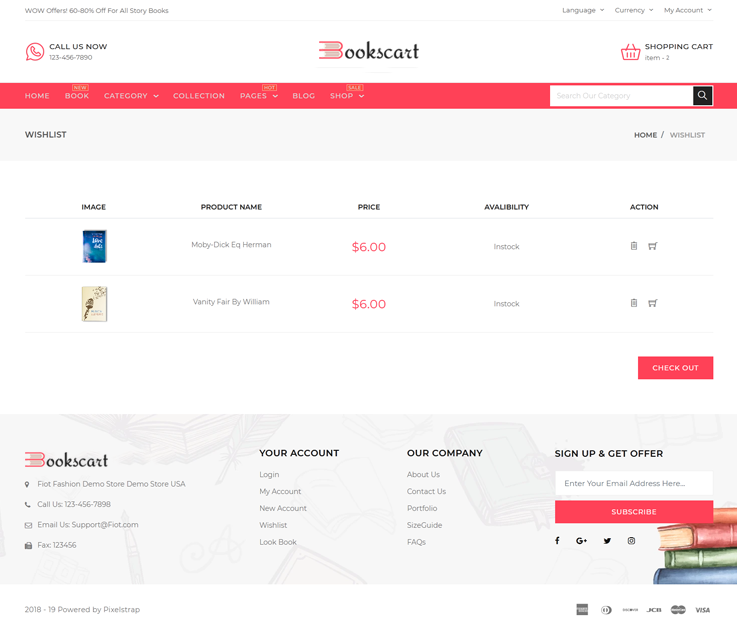 WOW Offers! 60-80% Off For All Story Books
Language Currency My Account
CALL US NOW
123-456-7890
Bookscart
SHOPPING CART
item - 2
NEW HOT SALE
HOME BOOK CATEGORY COLLECTION PAGES BLOG SHOP
Search Our Category
WISHLIST
HOME / WISHLIST
IMAGE PRODUCT NAME PRICE AVALIBILITY ACTION
Moby-Dick Eq Herman $6.00 Instock
Vanity Fair By William $6.00 Instock
CHECK OUT
Bookscart
Fiot Fashion Demo Store Demo Store USA
Call Us: 123-456-7898
Email Us: Support@Fiot.com
Fax: 123456
YOUR ACCOUNT
Login
My Account
New Account
Wishlist
Look Book
OUR COMPANY
About Us
Contact Us
Portfolio
SizeGuide
FAQs
SIGN UP & GET OFFER
Enter Your Email Address Here...
SUBSCRIBE
2018 - 19 Powered by Pixelstrap
JCB
VISA